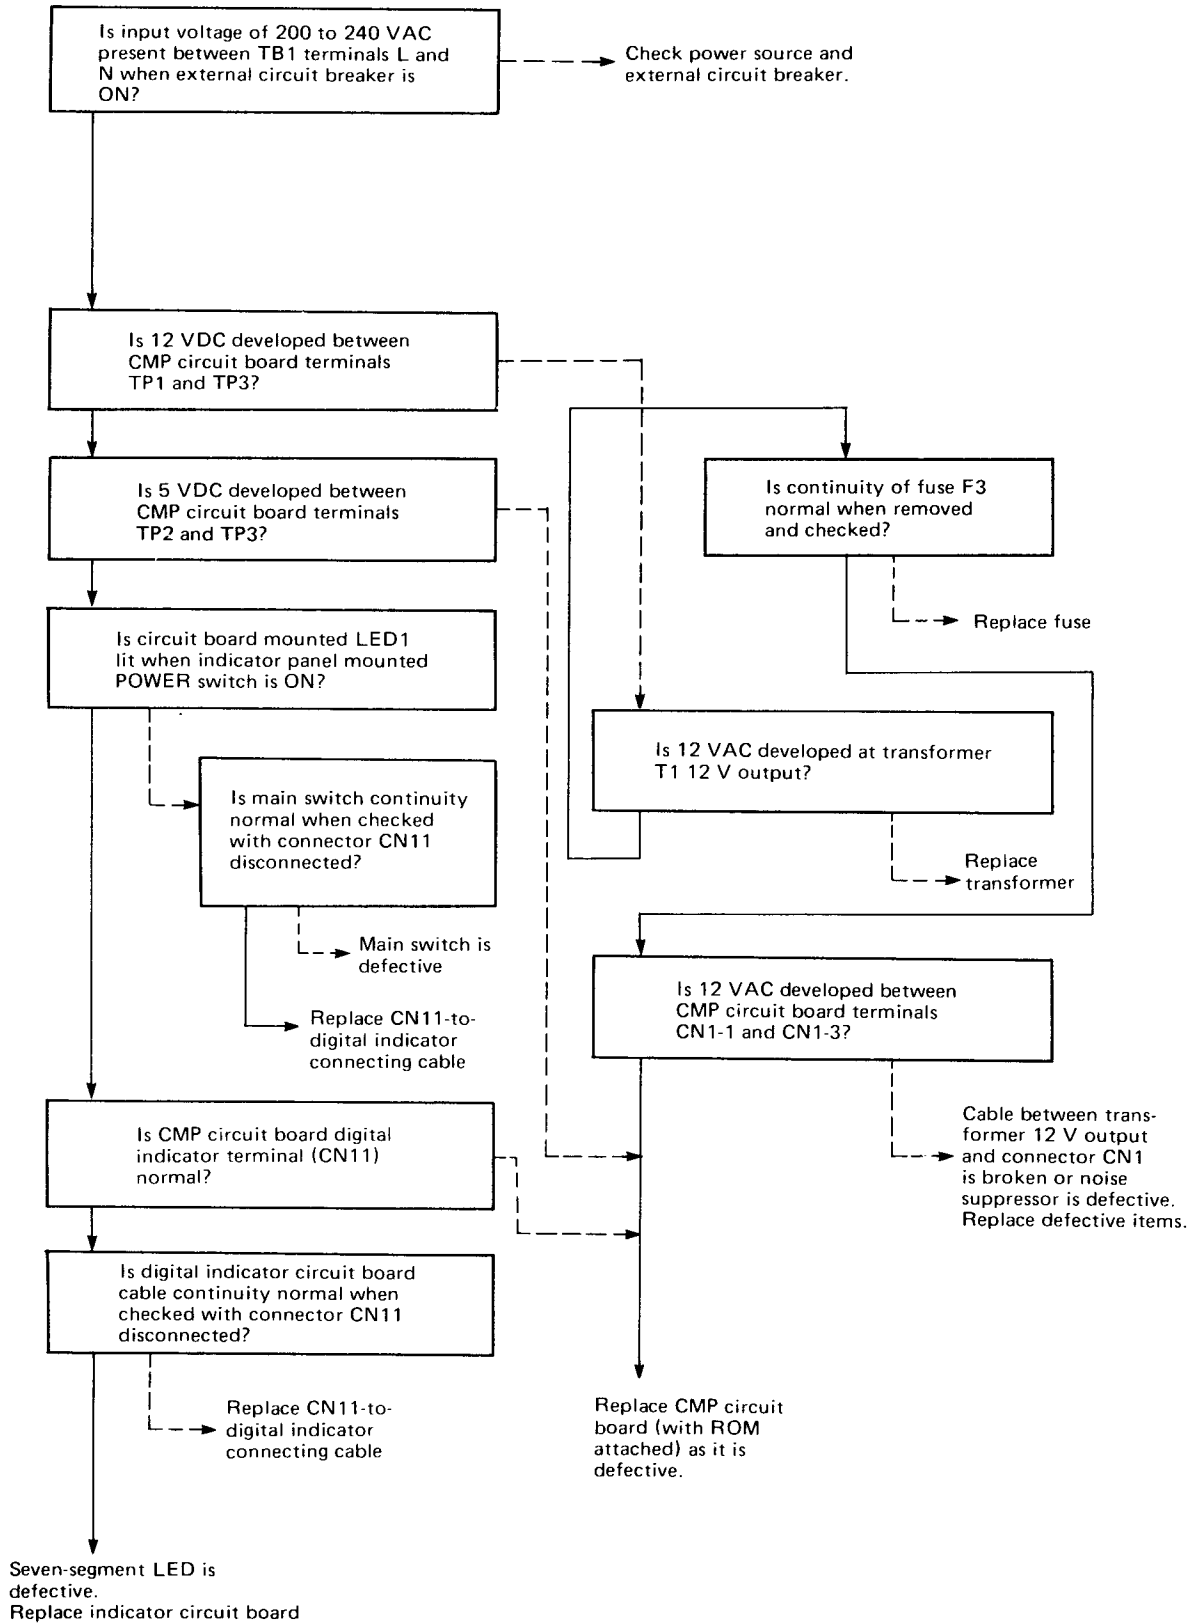 Is input voltage of 200 to 240 VAC
present between TB1 terminals L and
N when external circuit breaker is
ON?
Check power source and
external circuit breaker.
Is 12 VDC developed between
CMP circuit board terminals
TP1 and TP3?
Is 5 VDC developed between
CMP circuit board terminals
TP2 and TP3?
Is continuity of fuse F3
normal when removed
and checked?
Replace fuse
Is circuit board mounted LED1
lit when indicator panel mounted
POWER switch is ON?
Is 12 VAC developed at transformer
T1 12 V output?
Replace
transformer
Is main switch continuity
normal when checked
with connector CN11
disconnected?
Main switch is
defective
Replace CN11-to-
digital indicator
connecting cable
Is 12 VAC developed between
CMP circuit board terminals
CN1-1 and CN1-3?
Cable between trans-
former 12 V output
and connector CN1
is broken or noise
suppressor is defective.
Replace defective items.
Is CMP circuit board digital
indicator terminal (CN11)
normal?
Is digital indicator circuit board
cable continuity normal when
checked with connector CN11
disconnected?
Replace CN11-to-
digital indicator
connecting cable
Replace CMP circuit
board (with ROM
attached) as it is
defective.
Seven-segment LED is
defective.
Replace indicator circuit board